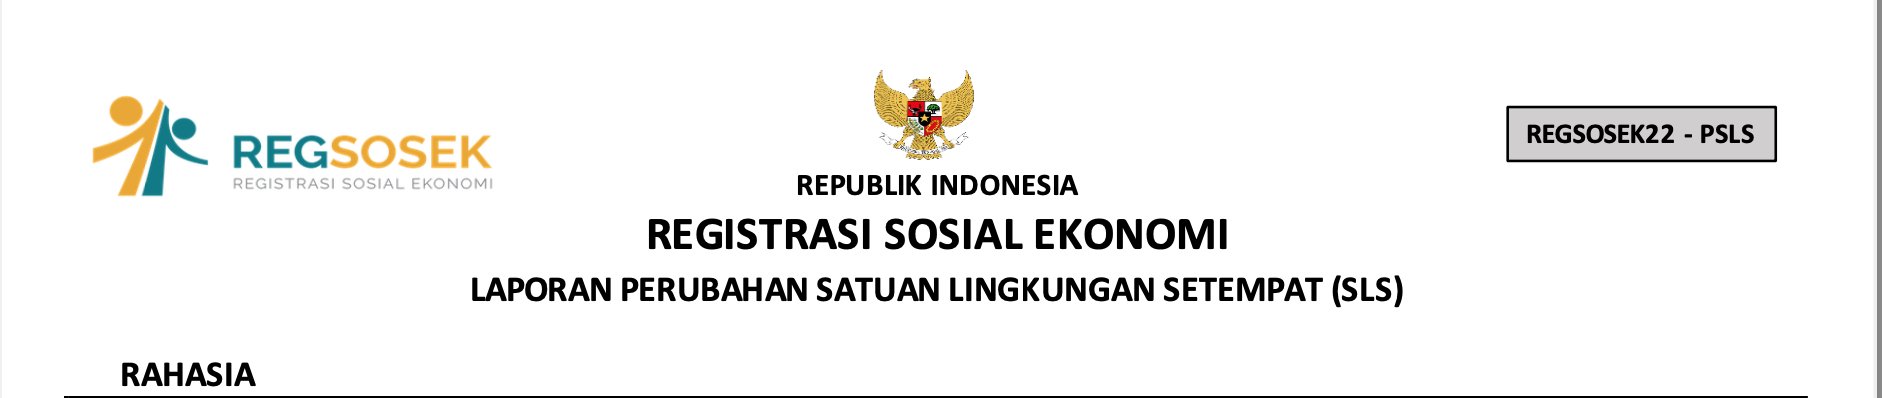 REGSOSEK
REGISTRASI SOSIAL EKONOMI
REGSOSEK22 - PSLS
REPUBLIK INDONESIA
REGISTRASI SOSIAL EKONOMI
LAPORAN PERUBAHAN SATUAN LINGKUNGAN SETEMPAT (SLS)
RAHASIA